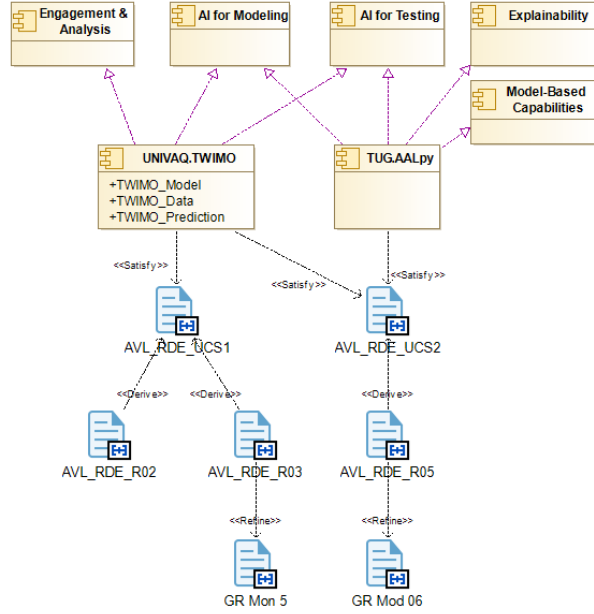 Engagement &
Analysis
AI for Modeling
AI for Testing
Explainability
Model-Based
Capabilities
UNIVAQ.TWIMO
+TWIMO_Model
+TWIMO_Data
+TWIMO_Prediction
TUG.AALpy
<<Satisfy>>
<<Satisfy>>
<<Satisfy>>
AVL_RDE_UCS1
AVL_RDE_UCS2
<<Derive>>
<<Derive>>
<<Derive>>
AVL_RDE_R02
AVL_RDE_R03
AVL_RDE_R05
<<Refine>>
<<Refine>>
GR Mon 5
GR Mod 06